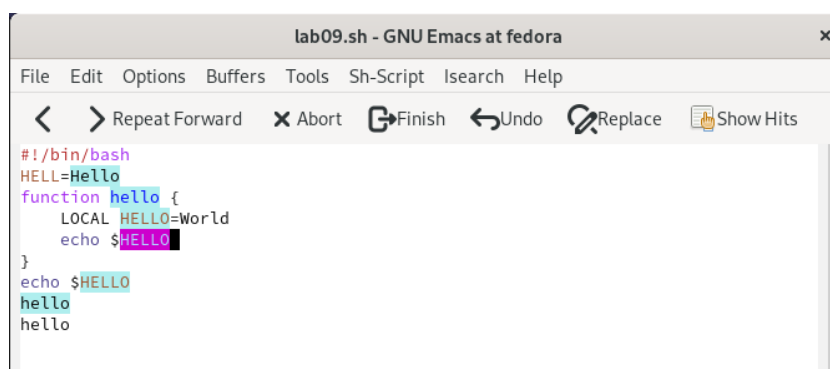 lab09.sh - GNU Emacs at fedora
File Edit Options Buffers Tools Sh-Script Isearch Help
Repeat Forward Abort Finish Undo Replace Show Hits
#!/bin/bash
HELL=Hello
function hello {
    LOCAL HELLO=World
    echo $HELLO
}
echo $HELLO
hello
hello